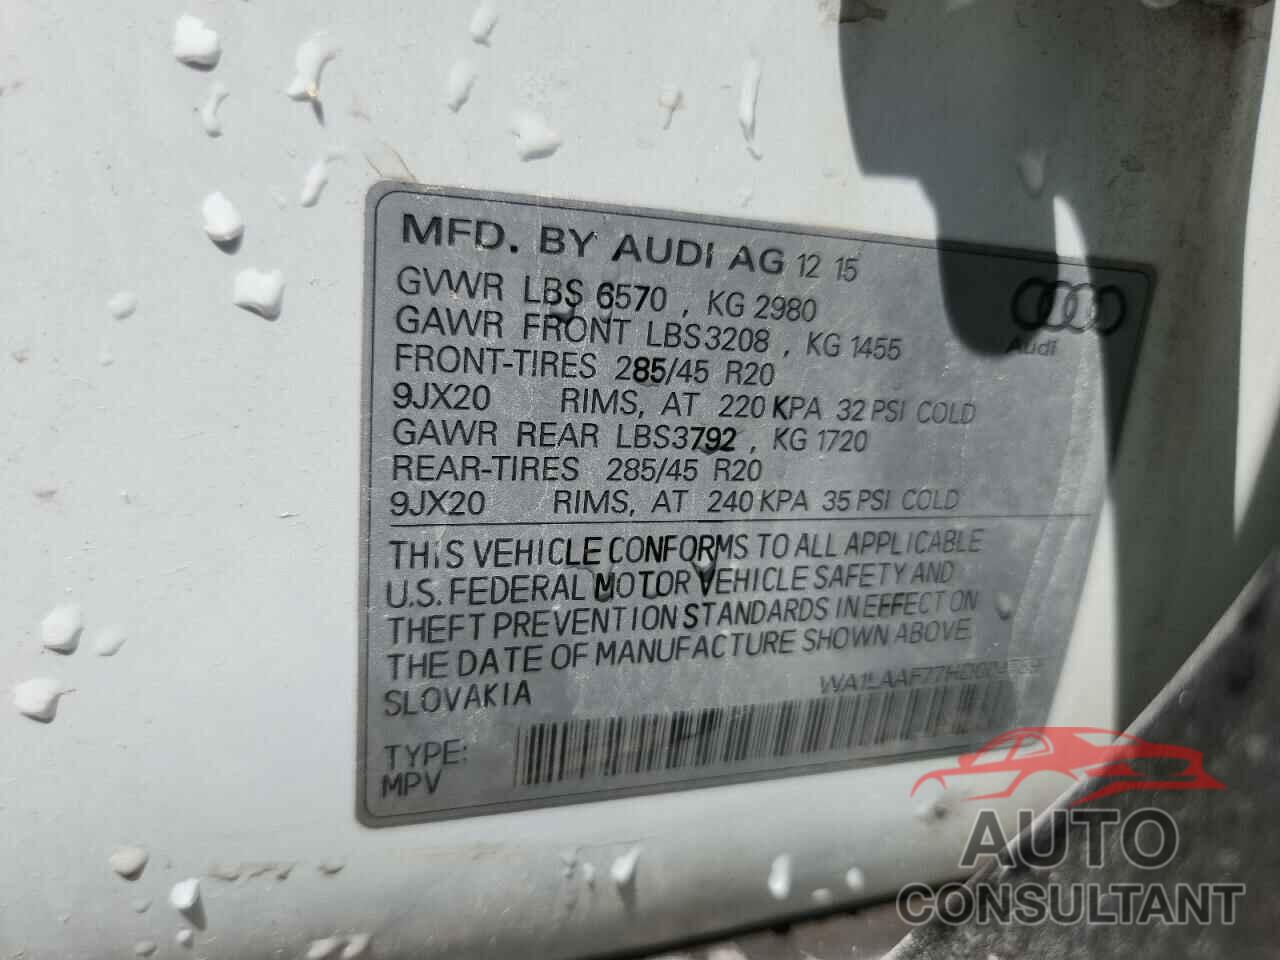 MFD. BY AUDI AG 12 15
GVWR LBS 6570 , KG 2980
GAWR FRONT LBS3208 , KG 1455
FRONT-TIRES 285/45 R20
9JX20 RIMS, AT 220 KPA 32 PSI COLD
GAWR REAR LBS3792 , KG 1720
REAR-TIRES 285/45 R20
9JX20 RIMS, AT 240 KPA 35 PSI COLD
Audi
THIS VEHICLE CONFORMS TO ALL APPLICABLE
U.S. FEDERAL MOTOR VEHICLE SAFETY AND
THEFT PREVENTION STANDARDS IN EFFECT ON
THE DATE OF MANUFACTURE SHOWN ABOVE.
SLOVAKIA
TYPE:
MPV
AUTO
CONSULTANT